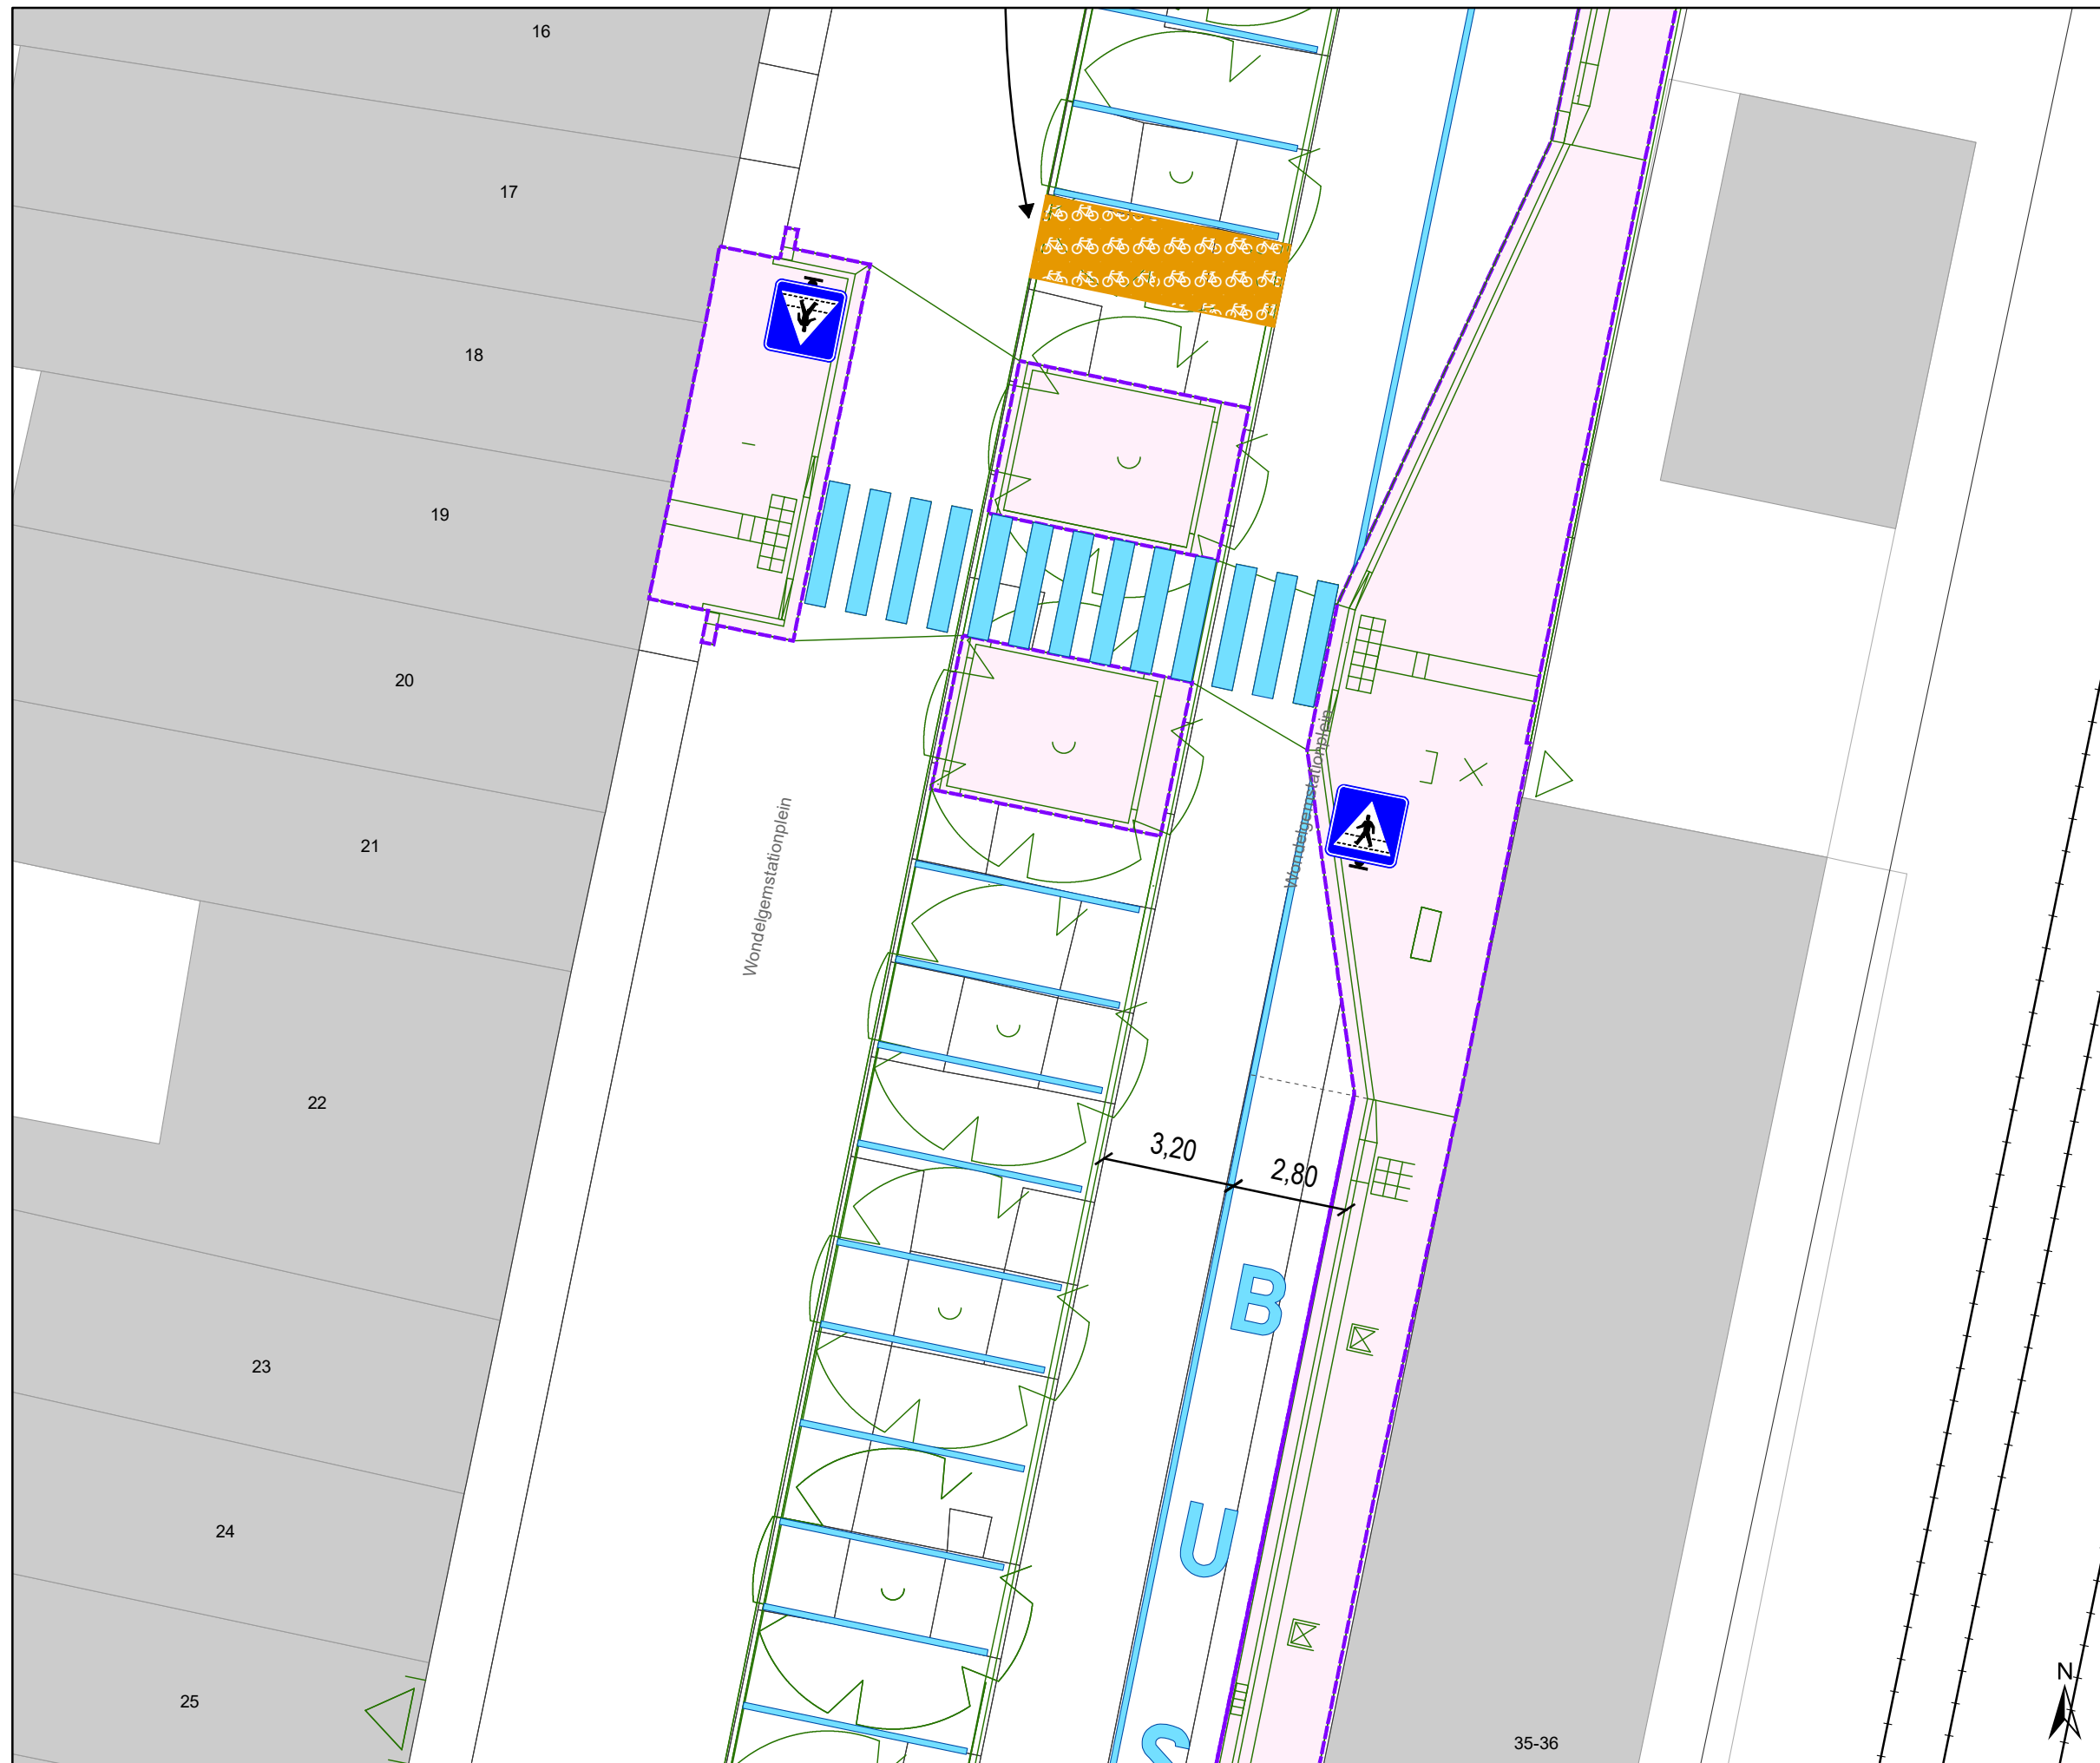 16
17
18
19
20
21
22
23
24
25
Wondelgemstationplein
Wondelgemstationplein
3,20
2,80
B
U
S
35-36
N